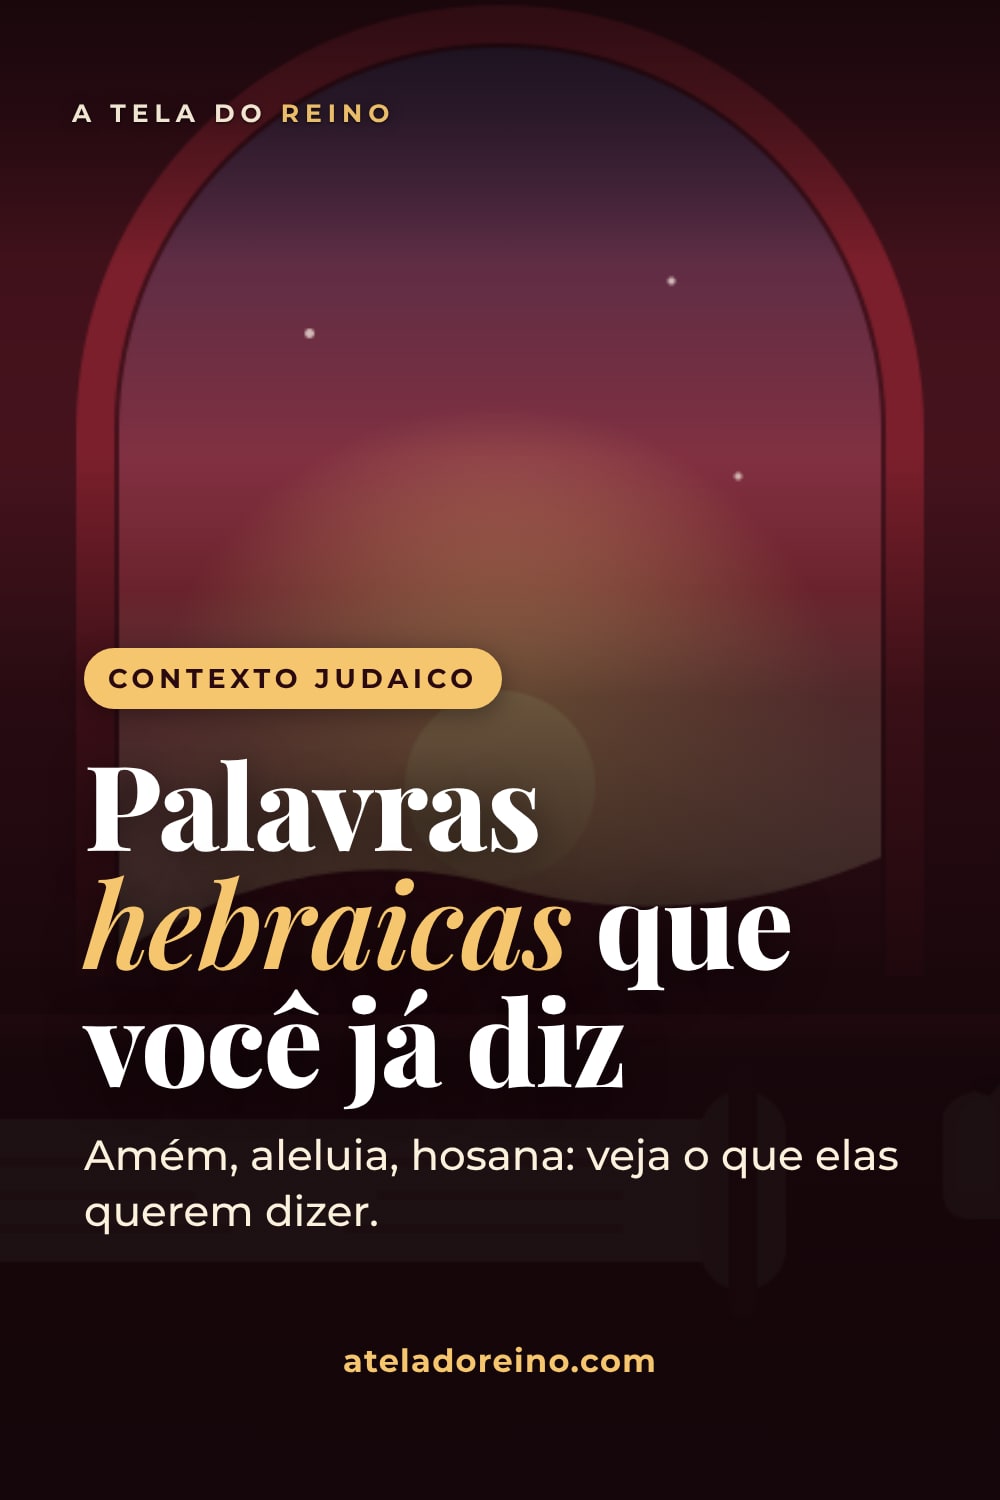 A TELA DO REINO
CONTEXTO JUDAICO
Palavras
hebraicas que
você já diz
Amém, aleluia, hosana: veja o que elas
querem dizer.
ateladoreino.com